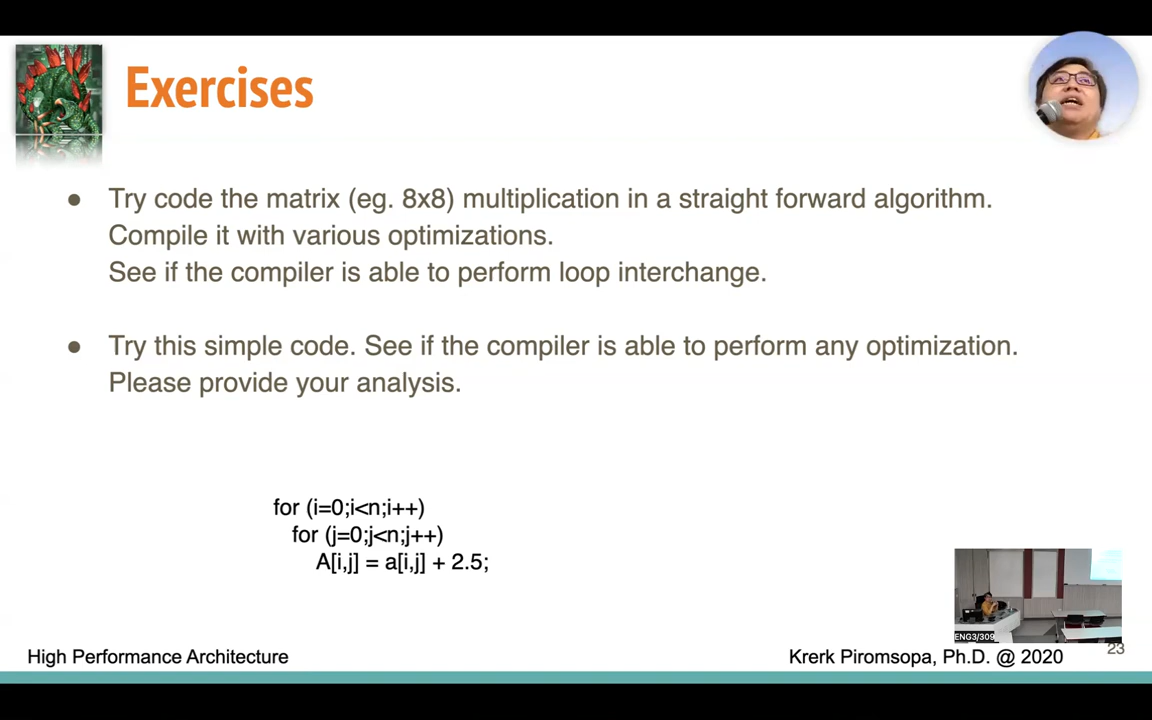 Exercises
● Try code the matrix (eg. 8x8) multiplication in a straight forward algorithm.
Compile it with various optimizations.
See if the compiler is able to perform loop interchange.
● Try this simple code. See if the compiler is able to perform any optimization.
Please provide your analysis.
for (i=0;i<n;i++)
for (j=0;j<n;j++)
A[i,j] = a[i,j] + 2.5;
ENG3/309
High Performance Architecture
Krerk Piromsopa, Ph.D. @ 2020
23